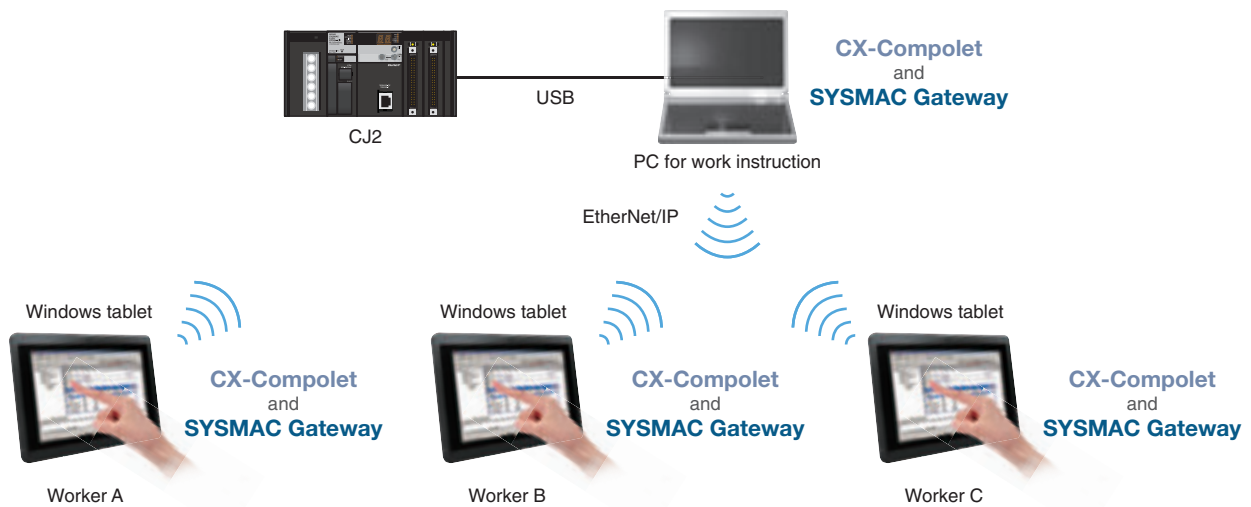 CX-Compolet
and
SYSMAC Gateway
USB
CJ2
PC for work instruction
EtherNet/IP
Windows tablet
Windows tablet
Windows tablet
CX-Compolet
and
SYSMAC Gateway
CX-Compolet
and
SYSMAC Gateway
CX-Compolet
and
SYSMAC Gateway
Worker A
Worker B
Worker C